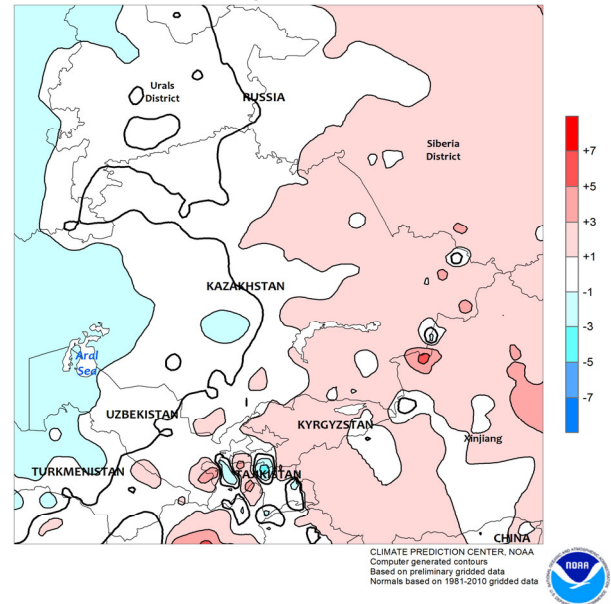 Urals
District
RUSSIA
Siberia
District
+7
+5
+3
+1
-1
-3
-5
-7
KAZAKHSTAN
Aral
Sea
UZBEKISTAN
KYRGYZSTAN
Xinjiang
TURKMENISTAN
TAJIKISTAN
CHINA
CLIMATE PREDICTION CENTER, NOAA
Computer generated contours
Based on preliminary gridded data
Normals based on 1981-2010 gridded data
NOAA